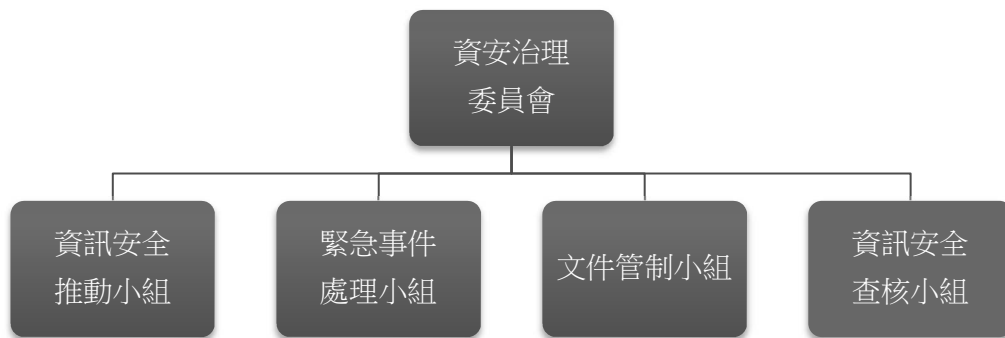 資安治理
委員會
資訊安全
推動小組
緊急事件
處理小組
文件管制小組
資訊安全
查核小組